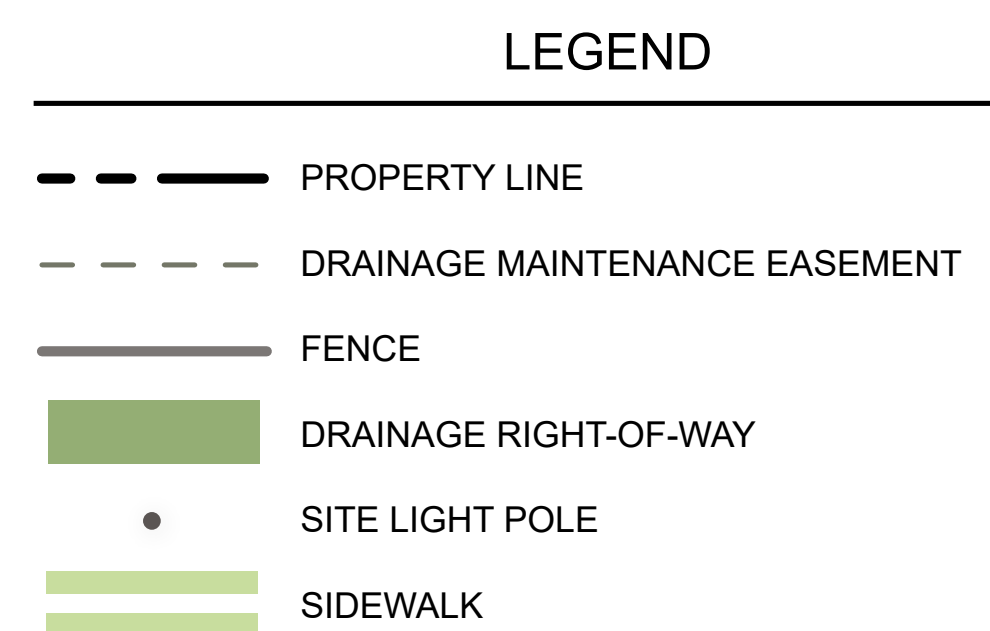 LEGEND
PROPERTY LINE
DRAINAGE MAINTENANCE EASEMENT
FENCE
DRAINAGE RIGHT-OF-WAY
SITE LIGHT POLE
SIDEWALK